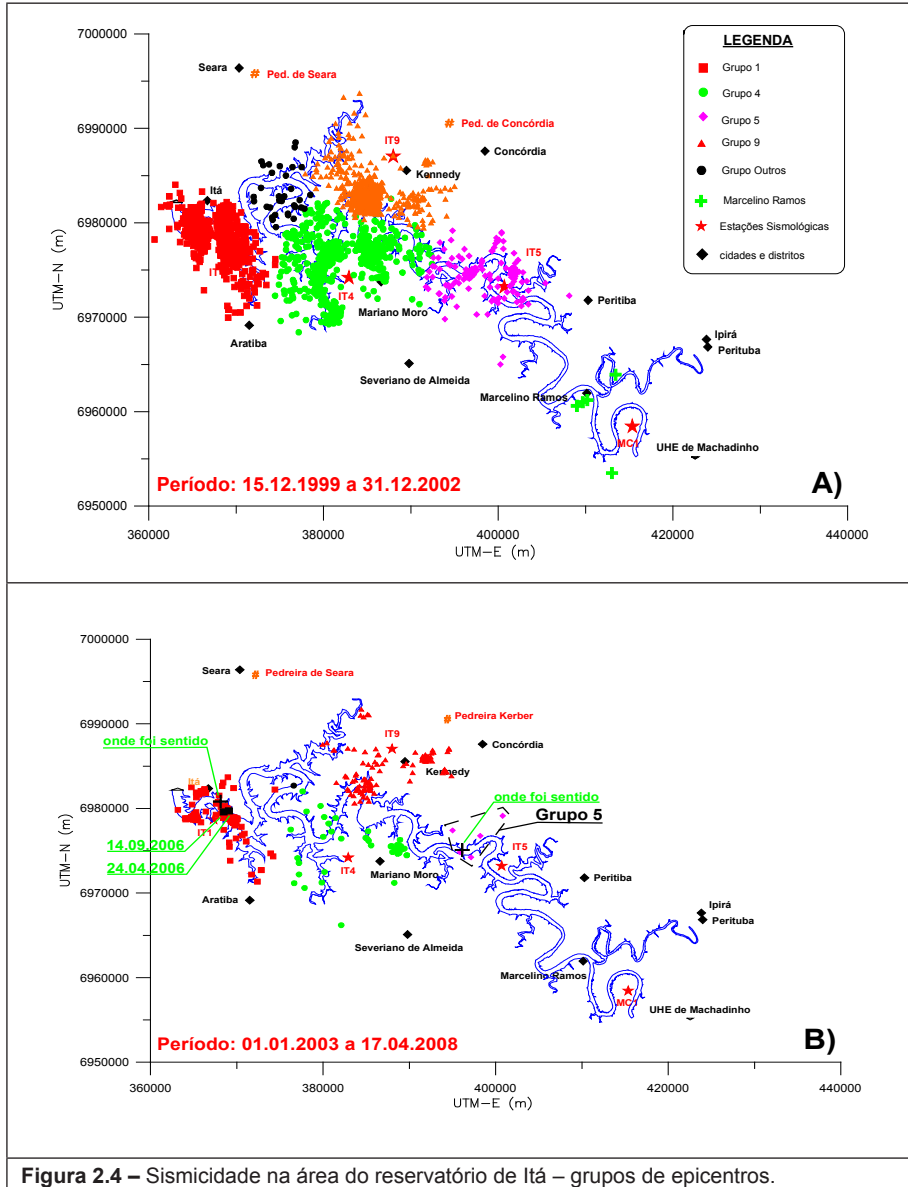 7000000
6990000
6980000
6970000
6960000
6950000
UTM-N (m)
Seara
Ped. de Seara
Ped. de Concórdia
IT9
Concórdia
Kennedy
Itá
IT5
IT4
Mariano Moro
Peritiba
Aratiba
Ipirá
Perituba
Severiano de Almeida
Marcelino Ramos
MC1
UHE de Machadinho
LEGENDA
Grupo 1
Grupo 4
Grupo 5
Grupo 9
Grupo Outros
Marcelino Ramos
Estações Sismológicas
cidades e distritos
Período: 15.12.1999 a 31.12.2002
A)
360000 380000 400000 420000 440000
UTM-E (m)
7000000
6990000
6980000
6970000
6960000
6950000
UTM-N (m)
Seara
Pedreira de Seara
Pedreira Kerber
onde foi sentido
IT9
Concórdia
Kennedy
Itá
onde foi sentido
Grupo 5
IT1
14.09.2006
IT5
24.04.2006
IT4
Mariano Moro
Peritiba
Aratiba
Ipirá
Perituba
Severiano de Almeida
Marcelino Ramos
MC1
UHE de Machadinho
Período: 01.01.2003 a 17.04.2008
B)
360000 380000 400000 420000 440000
UTM-E (m)
Figura 2.4 – Sismicidade na área do reservatório de Itá – grupos de epicentros.